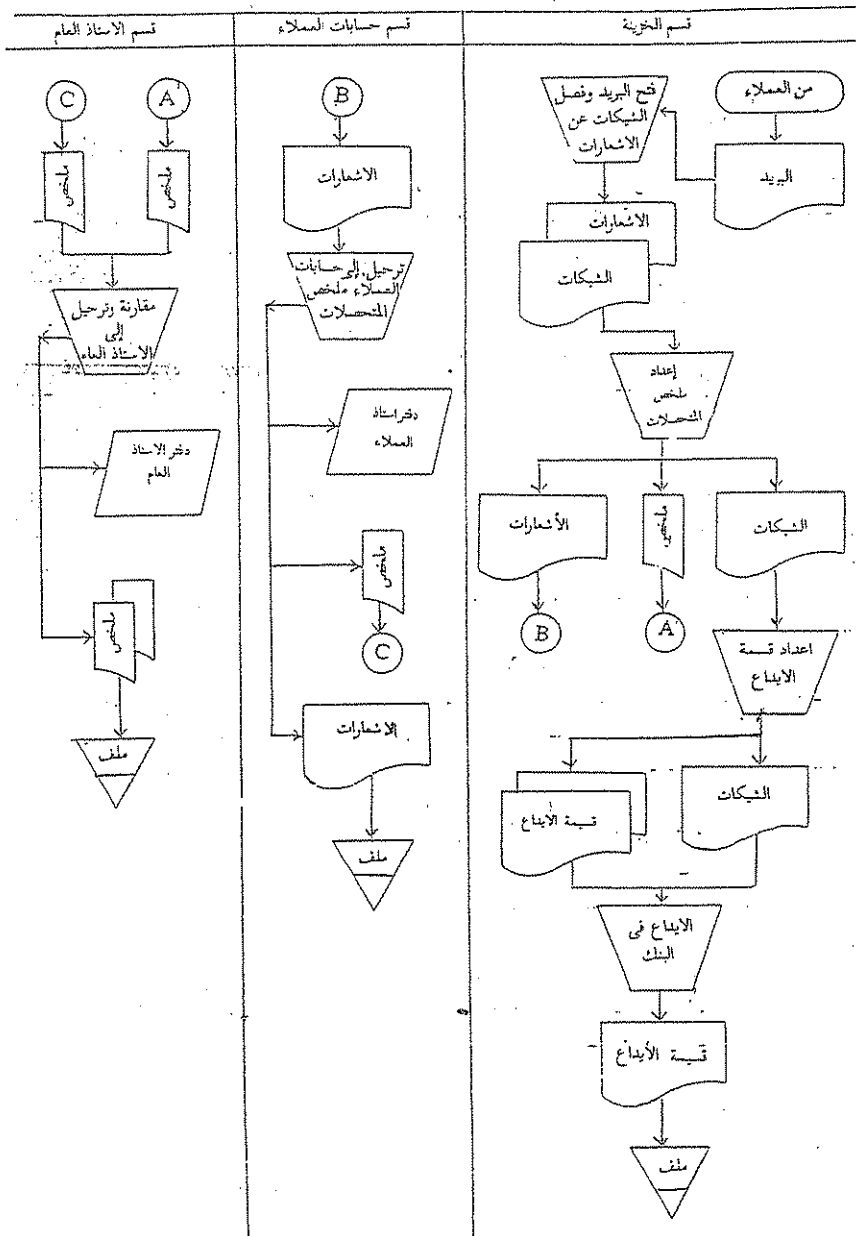 قسم الخزينة
قسم حسابات العملاء
قسم الاستاذ العام
من العملاء
البريد
فتح البريد وفصل
الشيكات عن
الاشعارات
الاشعارات
الشيكات
إعداد
ملخص
المتحصلات
الشيكات
ملخص
الأشعارات
A
B
اعداد قسمة
الايداع
الشيكات
قسيمة الأيداع
الايداع فى
البنك
قسيمة الأيداع
ملف
B
الاشعارات
ترحيل إلى حسابات
العملاء ملخص
المتحصلات
دفتر استاذ
العملاء
ملخص
C
الاشعارات
ملف
A
C
ملخص
ملخص
مقارنة وترحيل
إلى
الاستاذ العام
دفتر الاستاذ
العام
ملخص
ملف